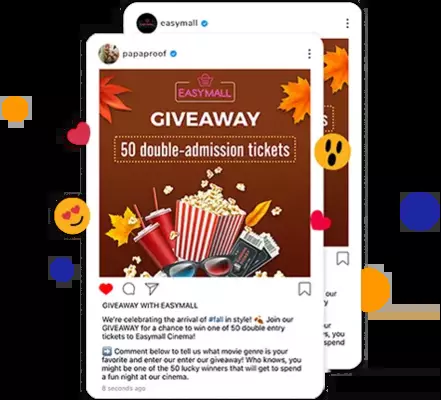 easymall
papaproof
EASYMALL
GIVEAWAY
50 double-admission tickets
S
GIVEAWAY WITH EASYMALL
We're celebrating the arrival of #fall in style! 🍂 Join our
GIVEAWAY for a chance to win one of 50 double entry
tickets to Easymall Cinema!
➡️ Comment below to tell us what movie genre is your
favorite and enter our enter our giveaway! Who knows, you
might be one of the 50 lucky winners that will get to spend
a fun night at our cinema.
8 seconds ago
our
entry
your
s, you
spend